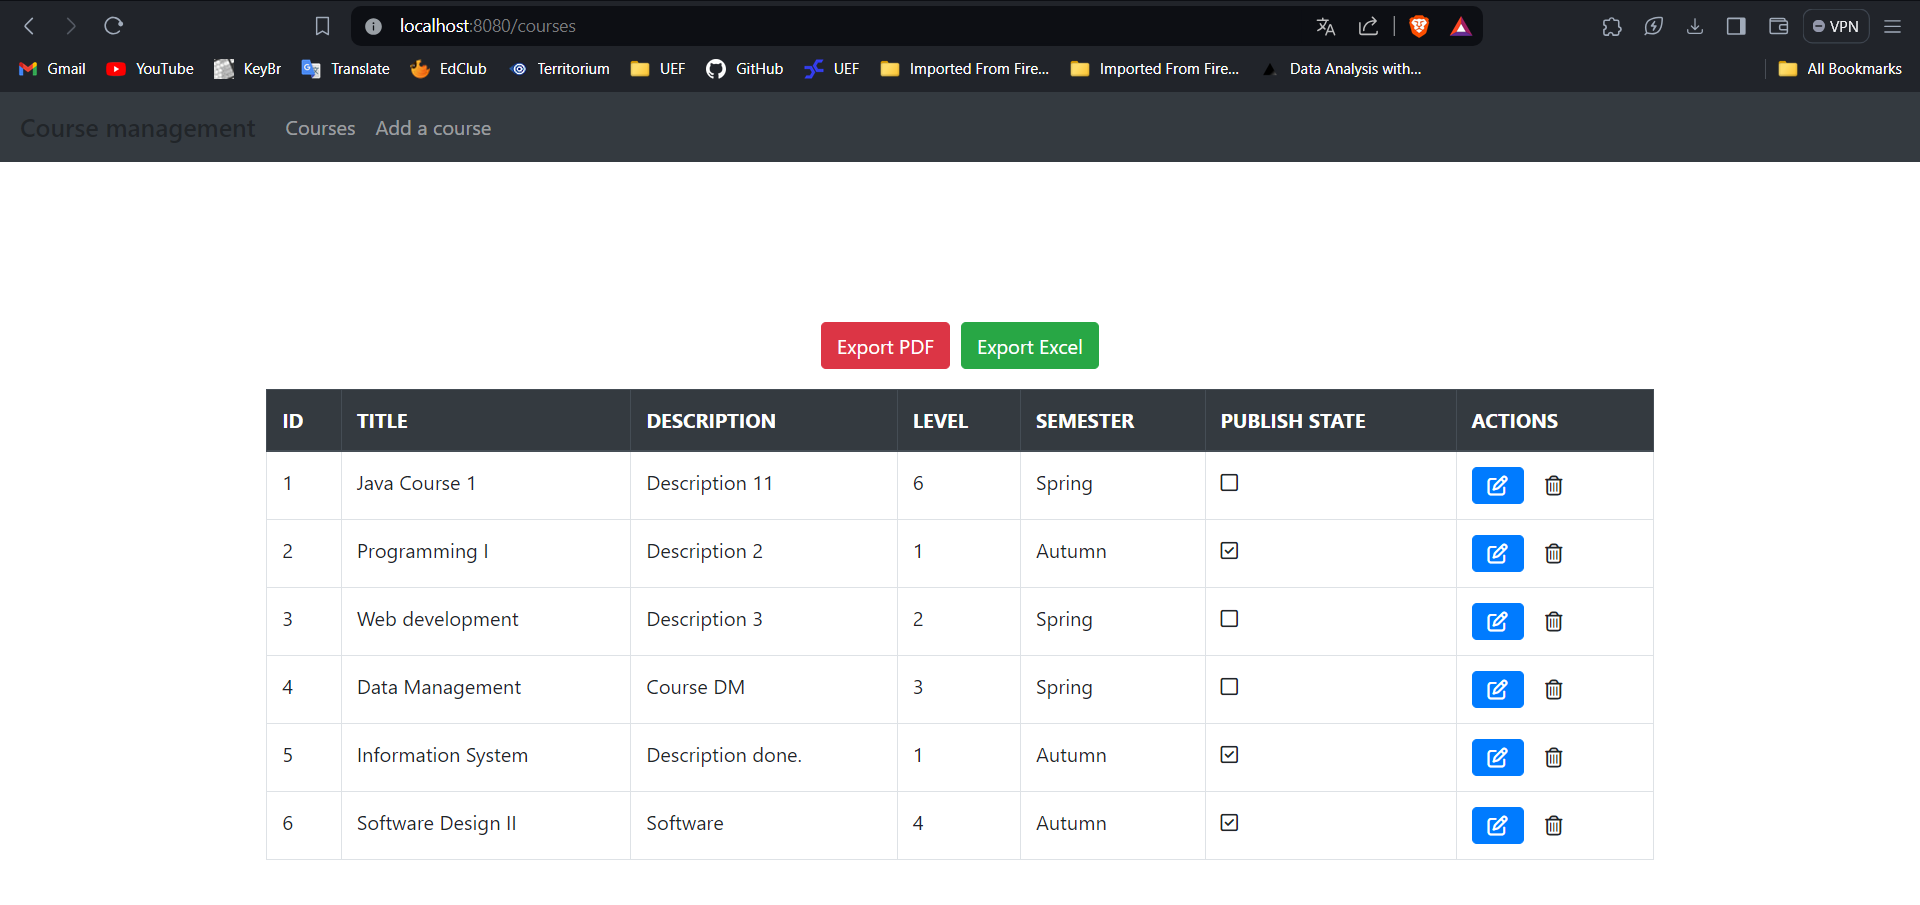 localhost:8080/courses VPN
Gmail YouTube KeyBr Translate EdClub Territorium UEF GitHub UEF Imported From Fire... Imported From Fire... Data Analysis with... All Bookmarks
Course management Courses Add a course
Export PDF Export Excel
ID TITLE DESCRIPTION LEVEL SEMESTER PUBLISH STATE ACTIONS
1 Java Course 1 Description 11 6 Spring
2 Programming I Description 2 1 Autumn
3 Web development Description 3 2 Spring
4 Data Management Course DM 3 Spring
5 Information System Description done. 1 Autumn
6 Software Design II Software 4 Autumn